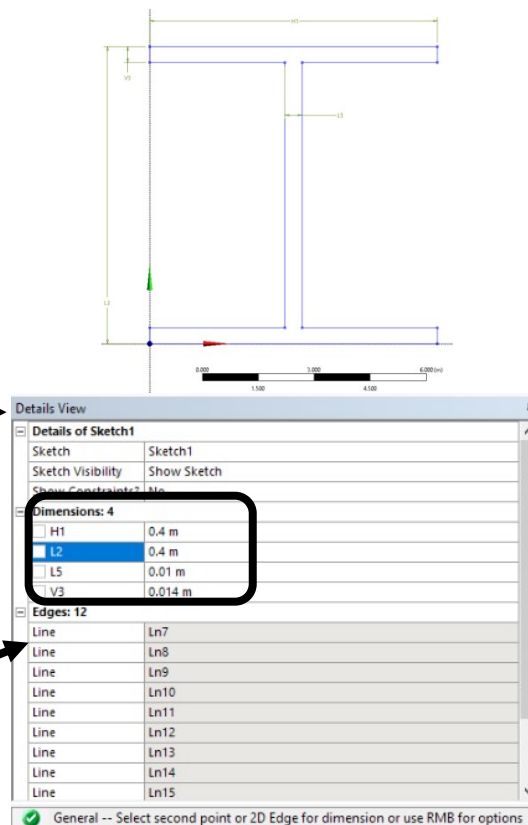 H1
V3
L5
L2
0.000 3.000 6.000 (m)
1.500 4.500
Details View
Details of Sketch1
Sketch Sketch1
Sketch Visibility Show Sketch
Show Constraints? No
Dimensions: 4
H1 0.4 m
L2 0.4 m
L5 0.01 m
V3 0.014 m
Edges: 12
Line Ln7
Line Ln8
Line Ln9
Line Ln10
Line Ln11
Line Ln12
Line Ln13
Line Ln14
Line Ln15
General -- Select second point or 2D Edge for dimension or use RMB for options